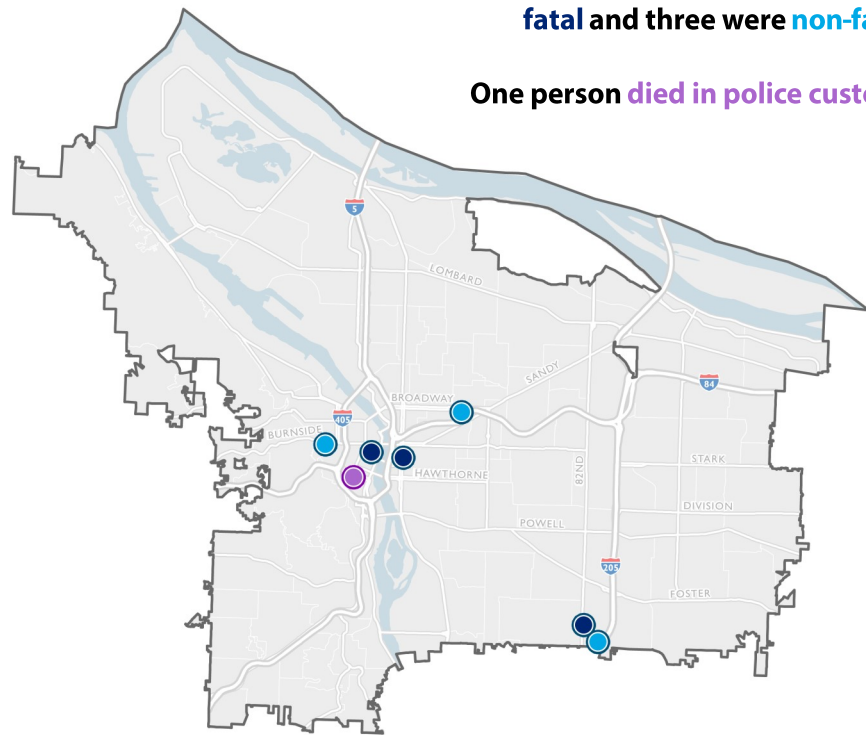 fatal and three were non-fa
One person died in police custo
5
LOMBARD
SANDY
84
BROADWAY
405
BURNSIDE
STARK
82ND
HAWTHORNE
DIVISION
POWELL
205
FOSTER